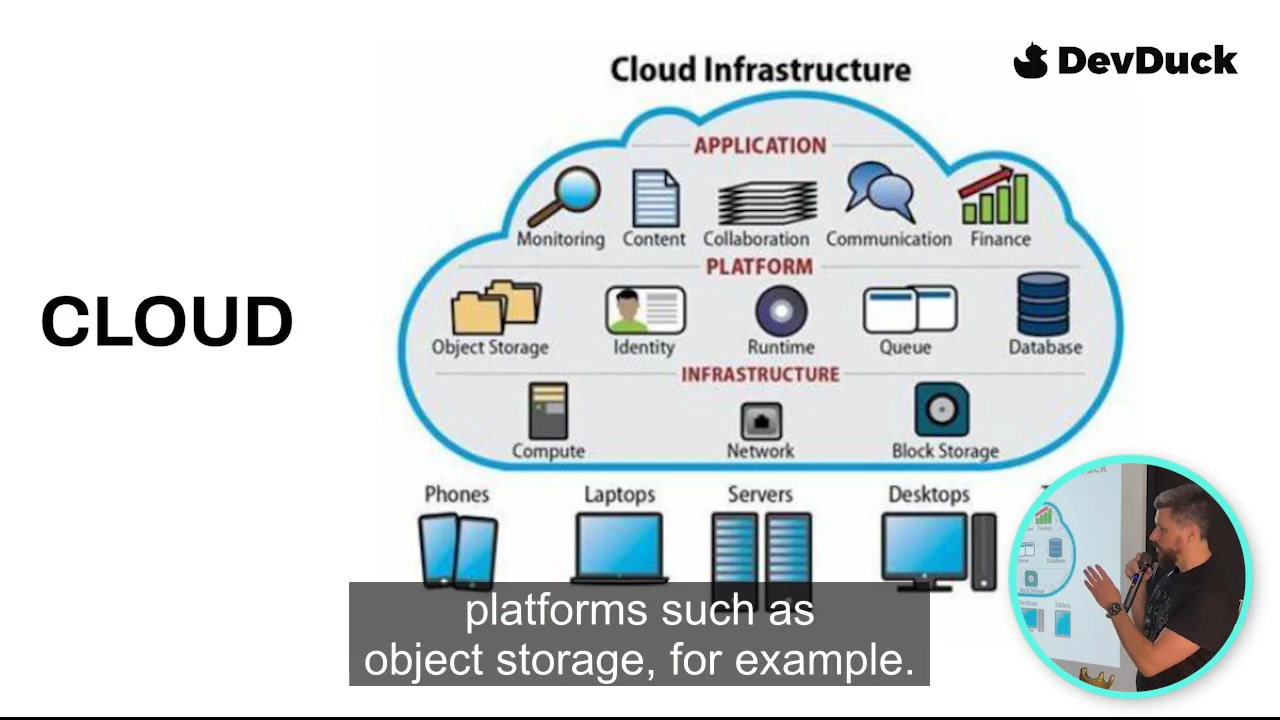 Cloud Infrastructure
DevDuck
APPLICATION
Monitoring Content Collaboration Communication Finance
PLATFORM
CLOUD
Object Storage Identity Runtime Queue Database
INFRASTRUCTURE
Compute Network Block Storage
Phones Laptops Servers Desktops
platforms such as
object storage, for example.